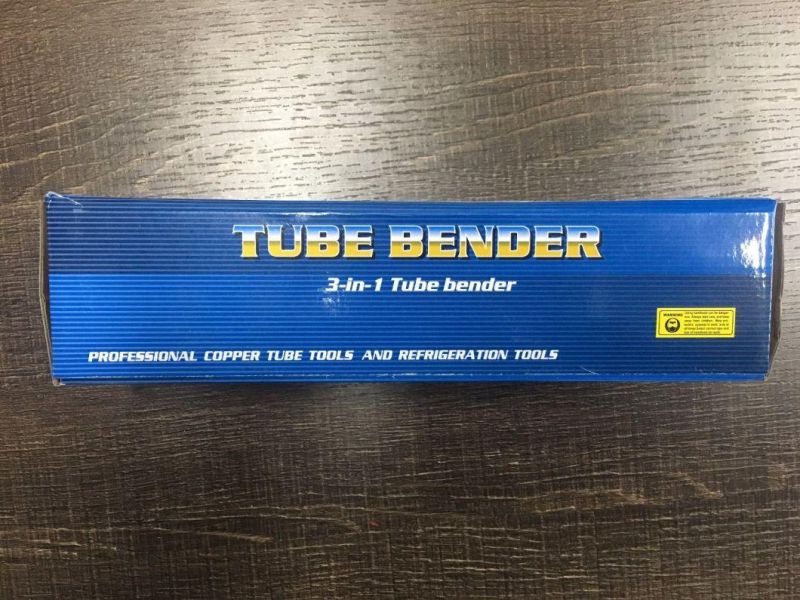 TUBE BENDER
3-in-1 Tube bender
WARNING
PROFESSIONAL COPPER TUBE TOOLS AND REFRIGERATION TOOLS